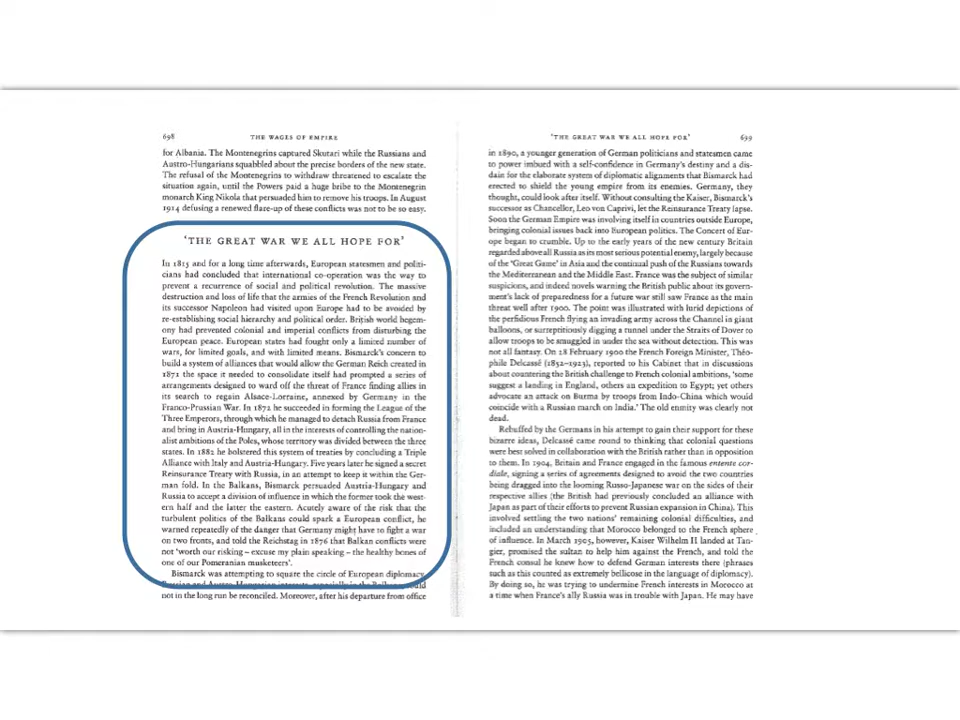 698
THE WAGES OF EMPIRE
for Albania. The Montenegrins captured Skutari while the Russians and
Austro-Hungarians squabbled about the precise borders of the new state.
The refusal of the Montenegrins to withdraw threatened to escalate the
situation again, until the Powers paid a huge bribe to the Montenegrin
monarch King Nikola that persuaded him to remove his troops. In August
1914 defusing a renewed flare-up of these conflicts was not to be so easy.
'THE GREAT WAR WE ALL HOPE FOR'
In 1815 and for a long time afterwards, European statesmen and politi-
cians had concluded that international co-operation was the way to
prevent a recurrence of social and political revolution. The massive
destruction and loss of life that the armies of the French Revolution and
its successor Napoleon had visited upon Europe had to be avoided by
re-establishing social hierarchy and political order. British world hegem-
ony had prevented colonial and imperial conflicts from disturbing the
European peace. European states had fought only a limited number of
wars, for limited goals, and with limited means. Bismarck's concern to
build a system of alliances that would allow the German Reich created in
1871 the space it needed to consolidate itself had prompted a series of
arrangements designed to ward off the threat of France finding allies in
its search to regain Alsace-Lorraine, annexed by Germany in the
Franco-Prussian War. In 1872 he succeeded in forming the League of the
Three Emperors, through which he managed to detach Russia from France
and bring in Austria-Hungary, all in the interests of controlling the nation-
alist ambitions of the Poles, whose territory was divided between the three
states. In 1882 he bolstered this system of treaties by concluding a Triple
Alliance with Italy and Austria-Hungary. Five years later he signed a secret
Reinsurance Treaty with Russia, in an attempt to keep it within the Ger-
man fold. In the Balkans, Bismarck persuaded Austria-Hungary and
Russia to accept a division of influence in which the former took the west-
ern half and the latter the eastern. Acutely aware of the risk that the
turbulent politics of the Balkans could spark a European conflict, he
warned repeatedly of the danger that Germany might have to fight a war
on two fronts, and told the Reichstag in 1876 that Balkan conflicts were
not 'worth our risking – excuse my plain speaking – the healthy bones of
one of our Pomeranian musketeers'.
Bismarck was attempting to square the circle of European diplomacy.
Russian and Austro-Hungarian interests, especially in the Balkans, could
not in the long run be reconciled. Moreover, after his departure from office
'THE GREAT WAR WE ALL HOPE FOR'
699
in 1890, a younger generation of German politicians and statesmen came
to power imbued with a self-confidence in Germany's destiny and a dis-
dain for the elaborate system of diplomatic alignments that Bismarck had
erected to shield the young empire from its enemies. Germany, they
thought, could look after itself. Without consulting the Kaiser, Bismarck's
successor as Chancellor, Leo von Caprivi, let the Reinsurance Treaty lapse.
Soon the German Empire was involving itself in countries outside Europe,
bringing colonial issues back into European politics. The Concert of Eur-
ope began to crumble. Up to the early years of the new century Britain
regarded above all Russia as its most serious potential enemy, largely because
of the 'Great Game' in Asia and the continual push of the Russians towards
the Mediterranean and the Middle East. France was the subject of similar
suspicions, and indeed novels warning the British public about its govern-
ment's lack of preparedness for a future war still saw France as the main
threat well after 1900. The point was illustrated with lurid depictions of
the perfidious French flying an invading army across the Channel in giant
balloons, or surreptitiously digging a tunnel under the Straits of Dover to
allow troops to be smuggled in under the sea without detection. This was
not all fantasy. On 28 February 1900 the French Foreign Minister, Théo-
phile Delcassé (1852–1923), reported to his Cabinet that in discussions
about countering the British challenge to French colonial ambitions, 'some
suggest a landing in England, others an expedition to Egypt; yet others
advocate an attack on Burma by troops from Indo-China which would
coincide with a Russian march on India.' The old enmity was clearly not
dead.
Rebuffed by the Germans in his attempt to gain their support for these
bizarre ideas, Delcassé came round to thinking that colonial questions
were best solved in collaboration with the British rather than in opposition
to them. In 1904, Britain and France engaged in the famous entente cor-
diale, signing a series of agreements designed to avoid the two countries
being dragged into the looming Russo-Japanese war on the sides of their
respective allies (the British had previously concluded an alliance with
Japan as part of their efforts to prevent Russian expansion in China). This
involved settling the two nations' remaining colonial difficulties, and
included an understanding that Morocco belonged to the French sphere
of influence. In March 1905, however, Kaiser Wilhelm II landed at Tan-
gier, promised the sultan to help him against the French, and told the
French consul he knew how to defend German interests there (phrases
such as this counted as extremely bellicose in the language of diplomacy).
By doing so, he was trying to undermine French interests in Morocco at
a time when France's ally Russia was in trouble with Japan. He may have